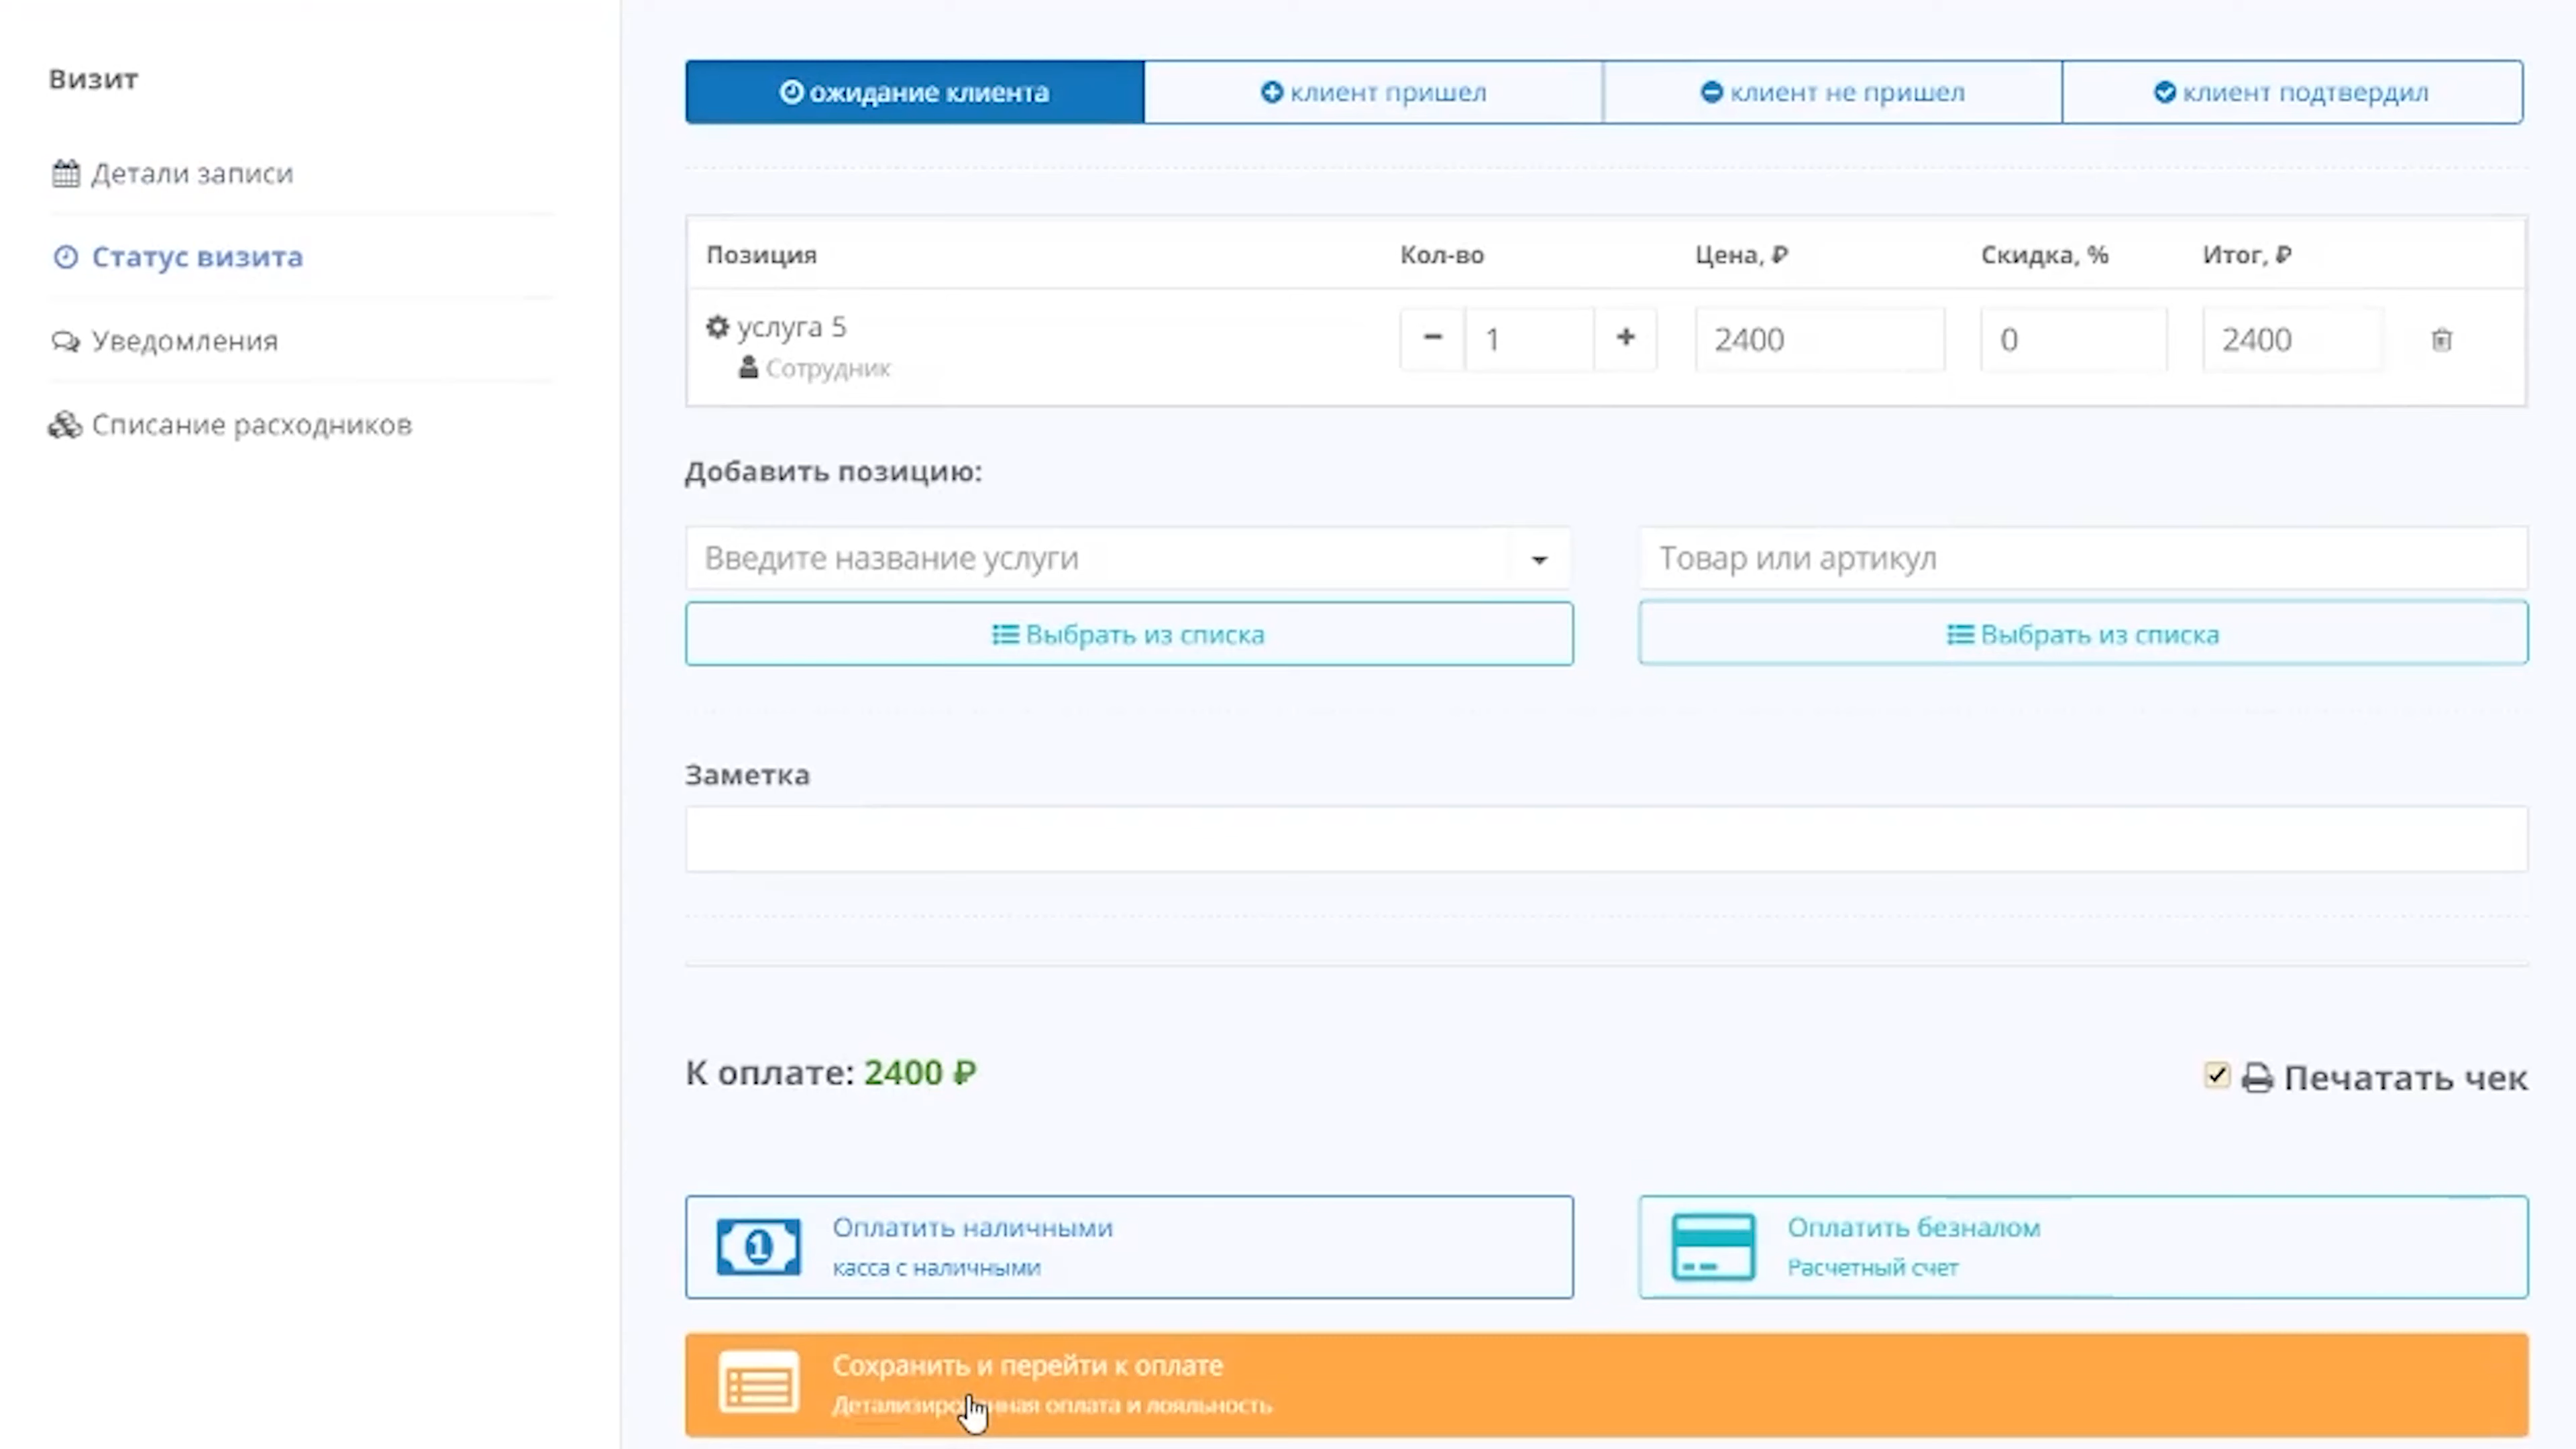 Визит
Детали записи
Статус визита
Уведомления
Списание расходников
ожидание клиента
клиент пришел
клиент не пришел
клиент подтвердил
Позиция Кол-во Цена, ₽ Скидка, % Итог, ₽
услуга 5 − 1 + 2400 0 2400
Сотрудник
Добавить позицию:
Введите название услуги
Товар или артикул
Выбрать из списка
Выбрать из списка
Заметка
К оплате: 2400 ₽
Печатать чек
Оплатить наличными
касса с наличными
Оплатить безналом
Расчетный счет
Сохранить и перейти к оплате
Детализированная оплата и лояльность